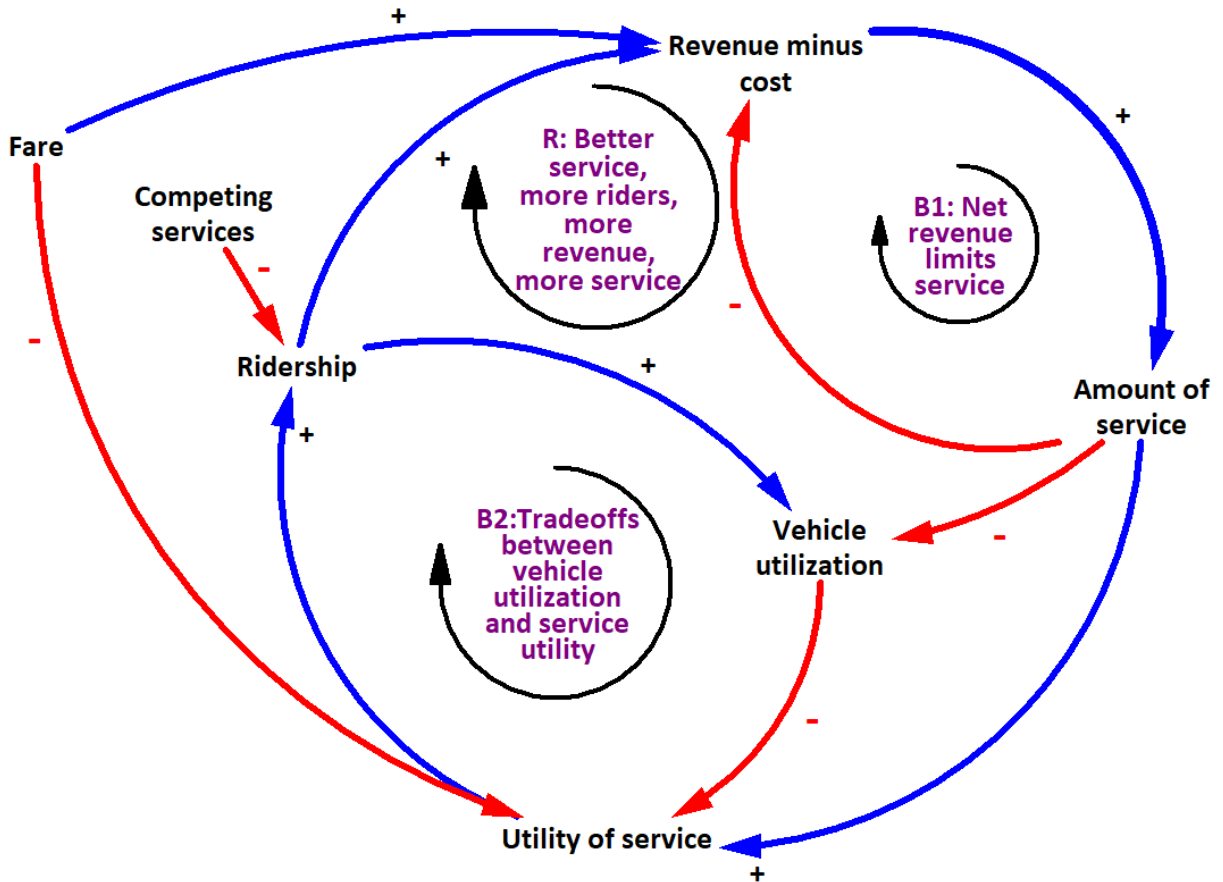 +
Revenue minus
cost
+
Fare
+
R: Better
service,
more riders,
more
revenue,
more service
Competing
services
-
B1: Net
revenue
limits
service
-
-
Ridership
+
Amount of
service
+
B2:Tradeoffs
between
vehicle
utilization
and service
utility
Vehicle
utilization
-
-
Utility of service
+